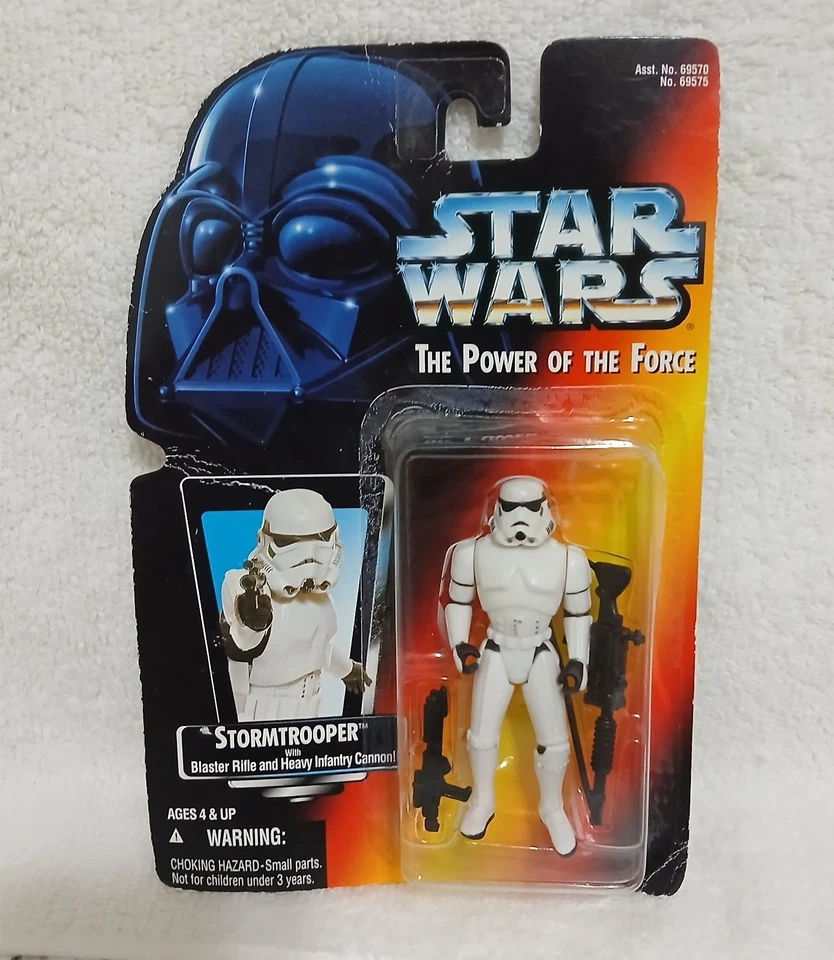 Asst. No. 69570
No. 69575
STAR
WARS
®
THE POWER OF THE FORCE
STORMTROOPER™
With
Blaster Rifle and Heavy Infantry Cannon!
AGES 4 & UP
WARNING:
CHOKING HAZARD-Small parts.
Not for children under 3 years.